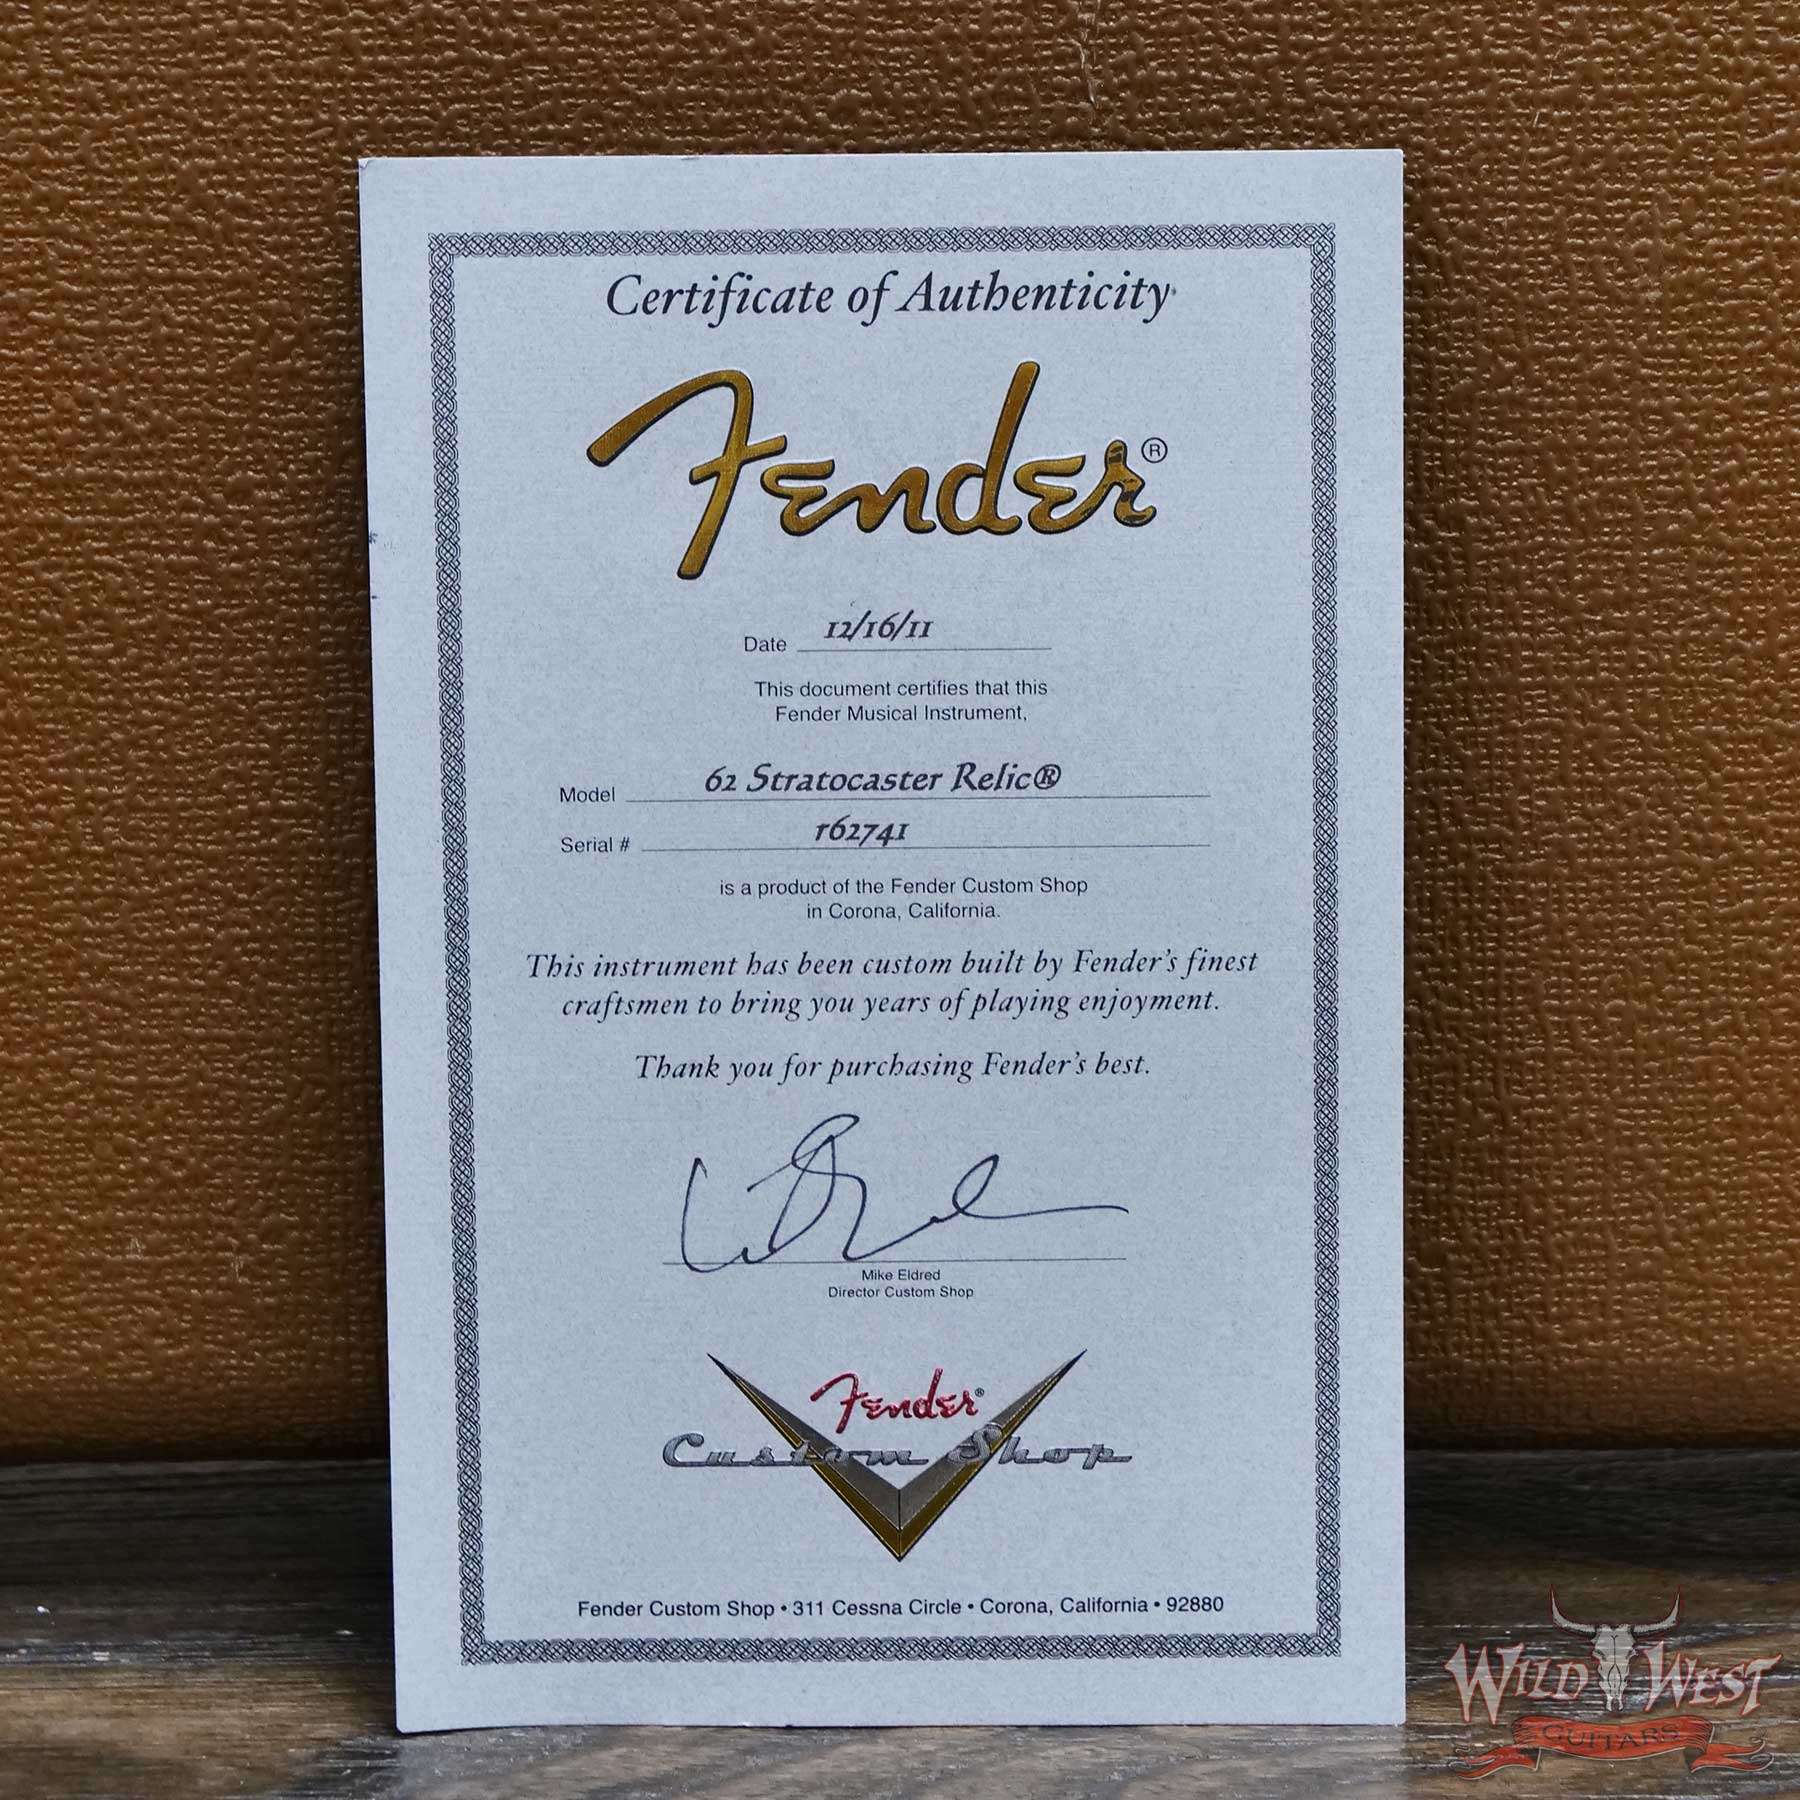 Certificate of Authenticity
Fender®
Date 12/16/11
This document certifies that this
Fender Musical Instrument,
Model 62 Stratocaster Relic®
Serial # r62741
is a product of the Fender Custom Shop
in Corona, California.
This instrument has been custom built by Fender's finest
craftsmen to bring you years of playing enjoyment.
Thank you for purchasing Fender's best.
Mike Eldred
Director Custom Shop
Fender®
Custom Shop
Fender Custom Shop • 311 Cessna Circle • Corona, California • 92880
WILD WEST
GUITARS